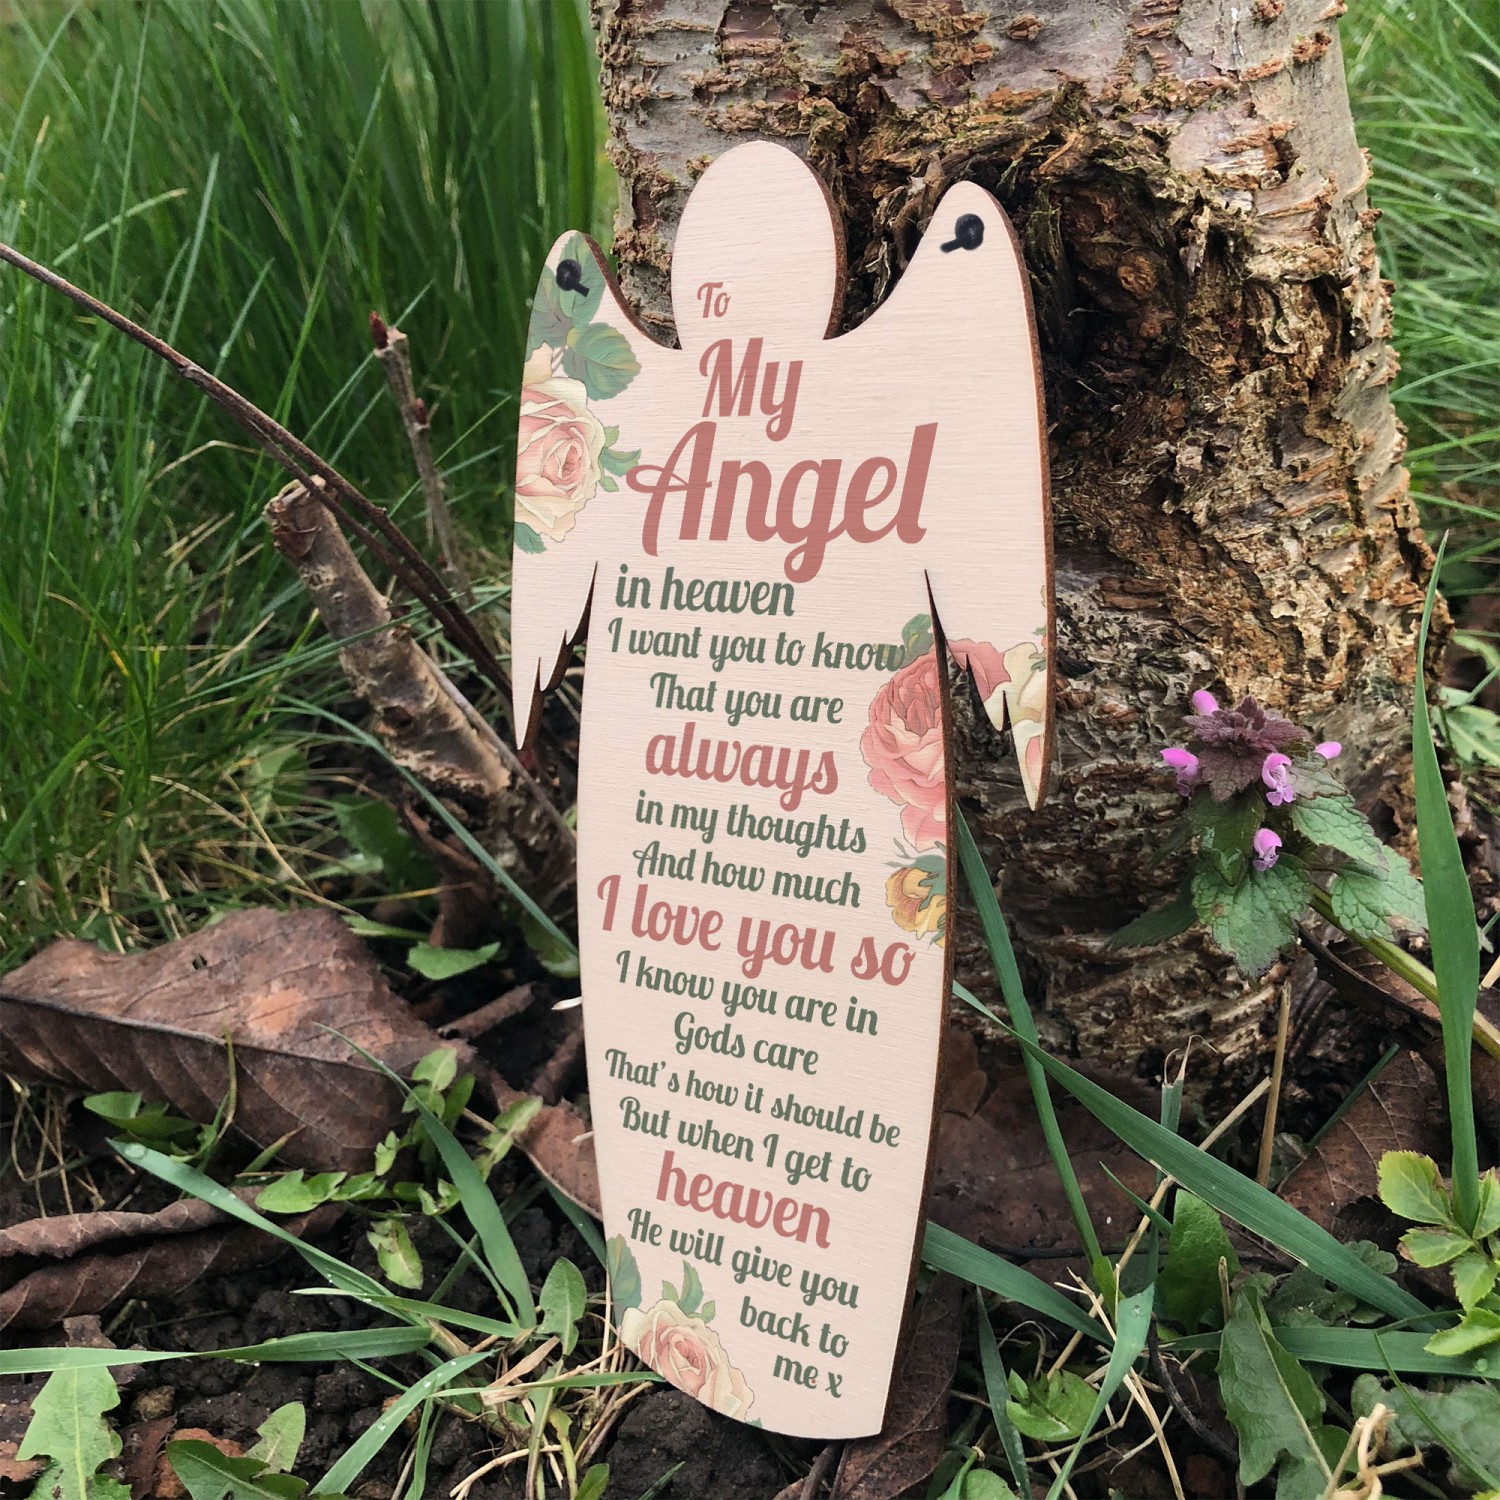 To
My
Angel
in heaven
I want you to know
That you are
always
in my thoughts
And how much
I love you so
I know you are in
Gods care
That's how it should be
But when I get to
heaven
He will give you
back to
me x